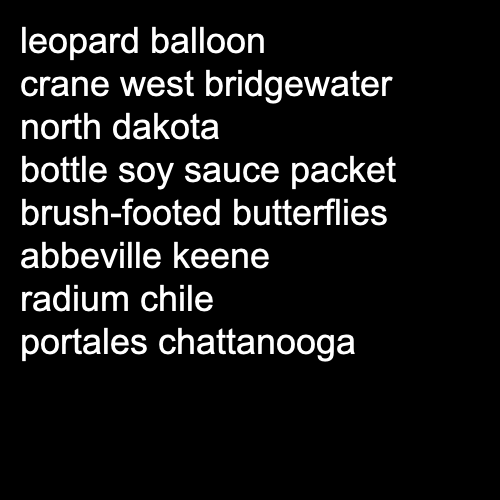 leopard balloon
crane west bridgewater
north dakota
bottle soy sauce packet
brush-footed butterflies
abbeville keene
radium chile
portales chattanooga